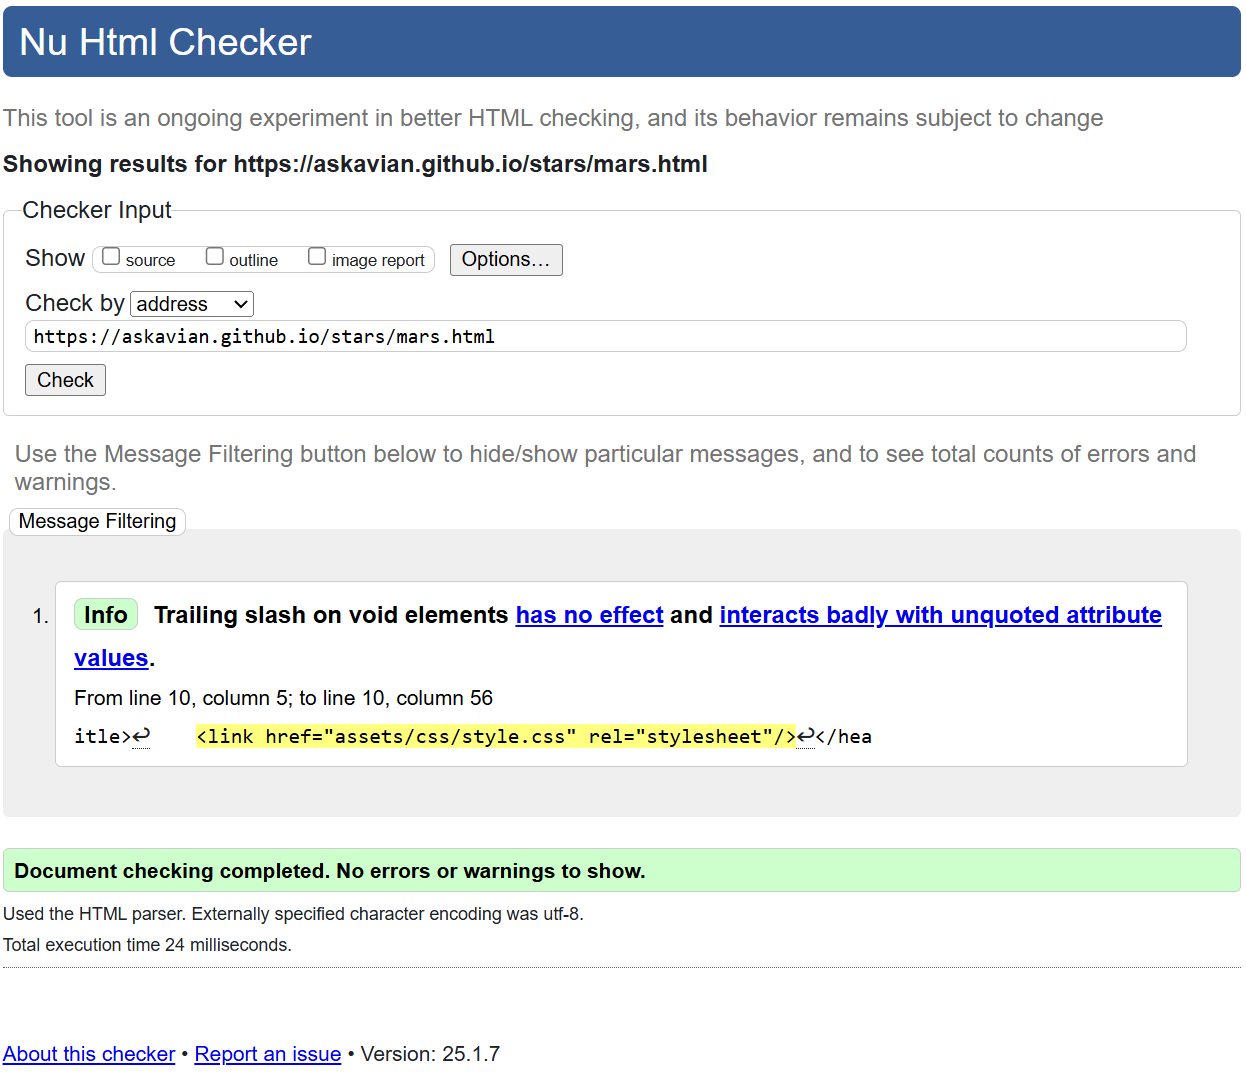 Nu Html Checker
This tool is an ongoing experiment in better HTML checking, and its behavior remains subject to change
Showing results for https://askavian.github.io/stars/mars.html
Checker Input
Show source outline image report Options...
Check by address
https://askavian.github.io/stars/mars.html
Check
Use the Message Filtering button below to hide/show particular messages, and to see total counts of errors and
warnings.
Message Filtering
1. Info Trailing slash on void elements has no effect and interacts badly with unquoted attribute
values.
From line 10, column 5; to line 10, column 56
itle>↩    <link href="assets/css/style.css" rel="stylesheet"/>↩</hea
Document checking completed. No errors or warnings to show.
Used the HTML parser. Externally specified character encoding was utf-8.
Total execution time 24 milliseconds.
About this checker • Report an issue • Version: 25.1.7